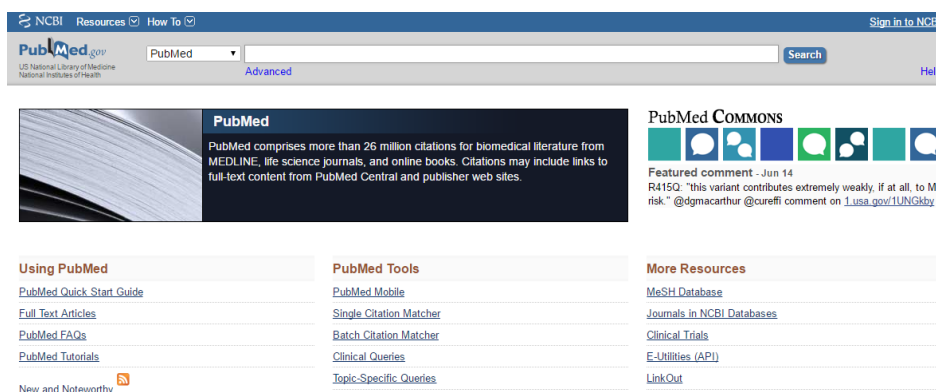 NCBI Resources How To Sign in to NCB
PubMed.gov
US National Library of Medicine
National Institutes of Health
PubMed
Search
Advanced
Hel
PubMed
PubMed comprises more than 26 million citations for biomedical literature from
MEDLINE, life science journals, and online books. Citations may include links to
full-text content from PubMed Central and publisher web sites.
PubMed Commons
Featured comment - Jun 14
R415Q: "this variant contributes extremely weakly, if at all, to M
risk." @dgmacarthur @cureffi comment on 1.usa.gov/1UNGkby
Using PubMed
PubMed Quick Start Guide
Full Text Articles
PubMed FAQs
PubMed Tutorials
New and Noteworthy
PubMed Tools
PubMed Mobile
Single Citation Matcher
Batch Citation Matcher
Clinical Queries
Topic-Specific Queries
More Resources
MeSH Database
Journals in NCBI Databases
Clinical Trials
E-Utilities (API)
LinkOut